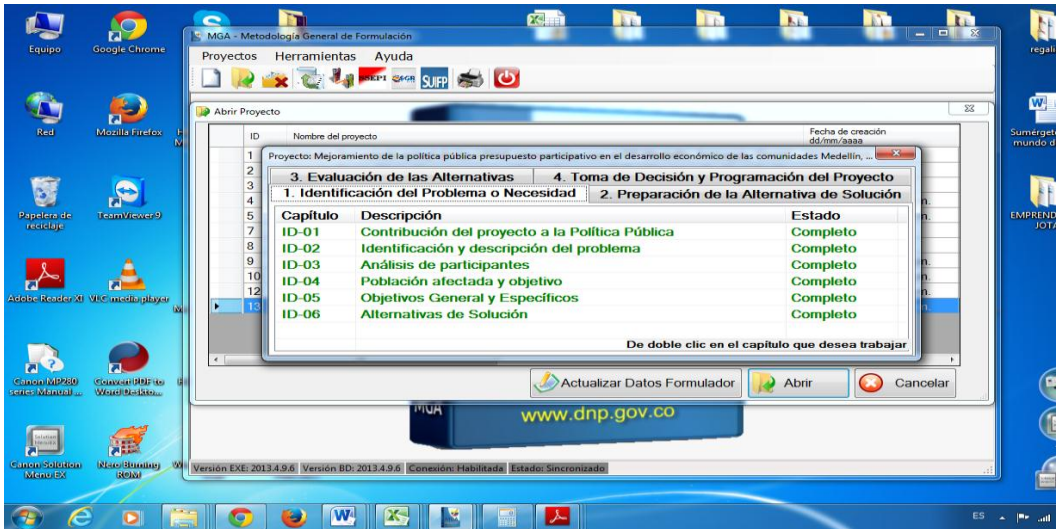 Equipo
Google Chrome
Red
Mozilla Firefox
Papelera de
reciclaje
TeamViewer 9
Adobe Reader XI
VLC media player
Canon MP280
series Manual ...
Convert PDF to
Word Deskto...
Canon Solution
Menu EX
Nero Burning
ROM
MGA - Metodología General de Formulación
Proyectos Herramientas Ayuda
SUIFP
Abrir Proyecto
ID
Nombre del proyecto
Fecha de creación
dd/mm/aaaa
1
2
3
4
5
7
8
9
10
12
13
Proyecto: Mejoramiento de la política pública presupuesto participativo en el desarrollo económico de las comunidades Medellín, ...
3. Evaluación de las Alternativas
4. Toma de Decisión y Programación del Proyecto
1. Identificación del Problema o Necesidad
2. Preparación de la Alternativa de Solución
Capítulo Descripción Estado
ID-01 Contribución del proyecto a la Política Pública Completo
ID-02 Identificación y descripción del problema Completo
ID-03 Análisis de participantes Completo
ID-04 Población afectada y objetivo Completo
ID-05 Objetivos General y Específicos Completo
ID-06 Alternativas de Solución Completo
De doble clic en el capítulo que desea trabajar
Actualizar Datos Formulador
Abrir
Cancelar
MGA
www.dnp.gov.co
Versión EXE: 2013.4.9.6 Versión BD: 2013.4.9.6 Conexión: Habilitada Estado: Sincronizado
regali
Sumérget
mundo d
EMPREND
JOT
ES